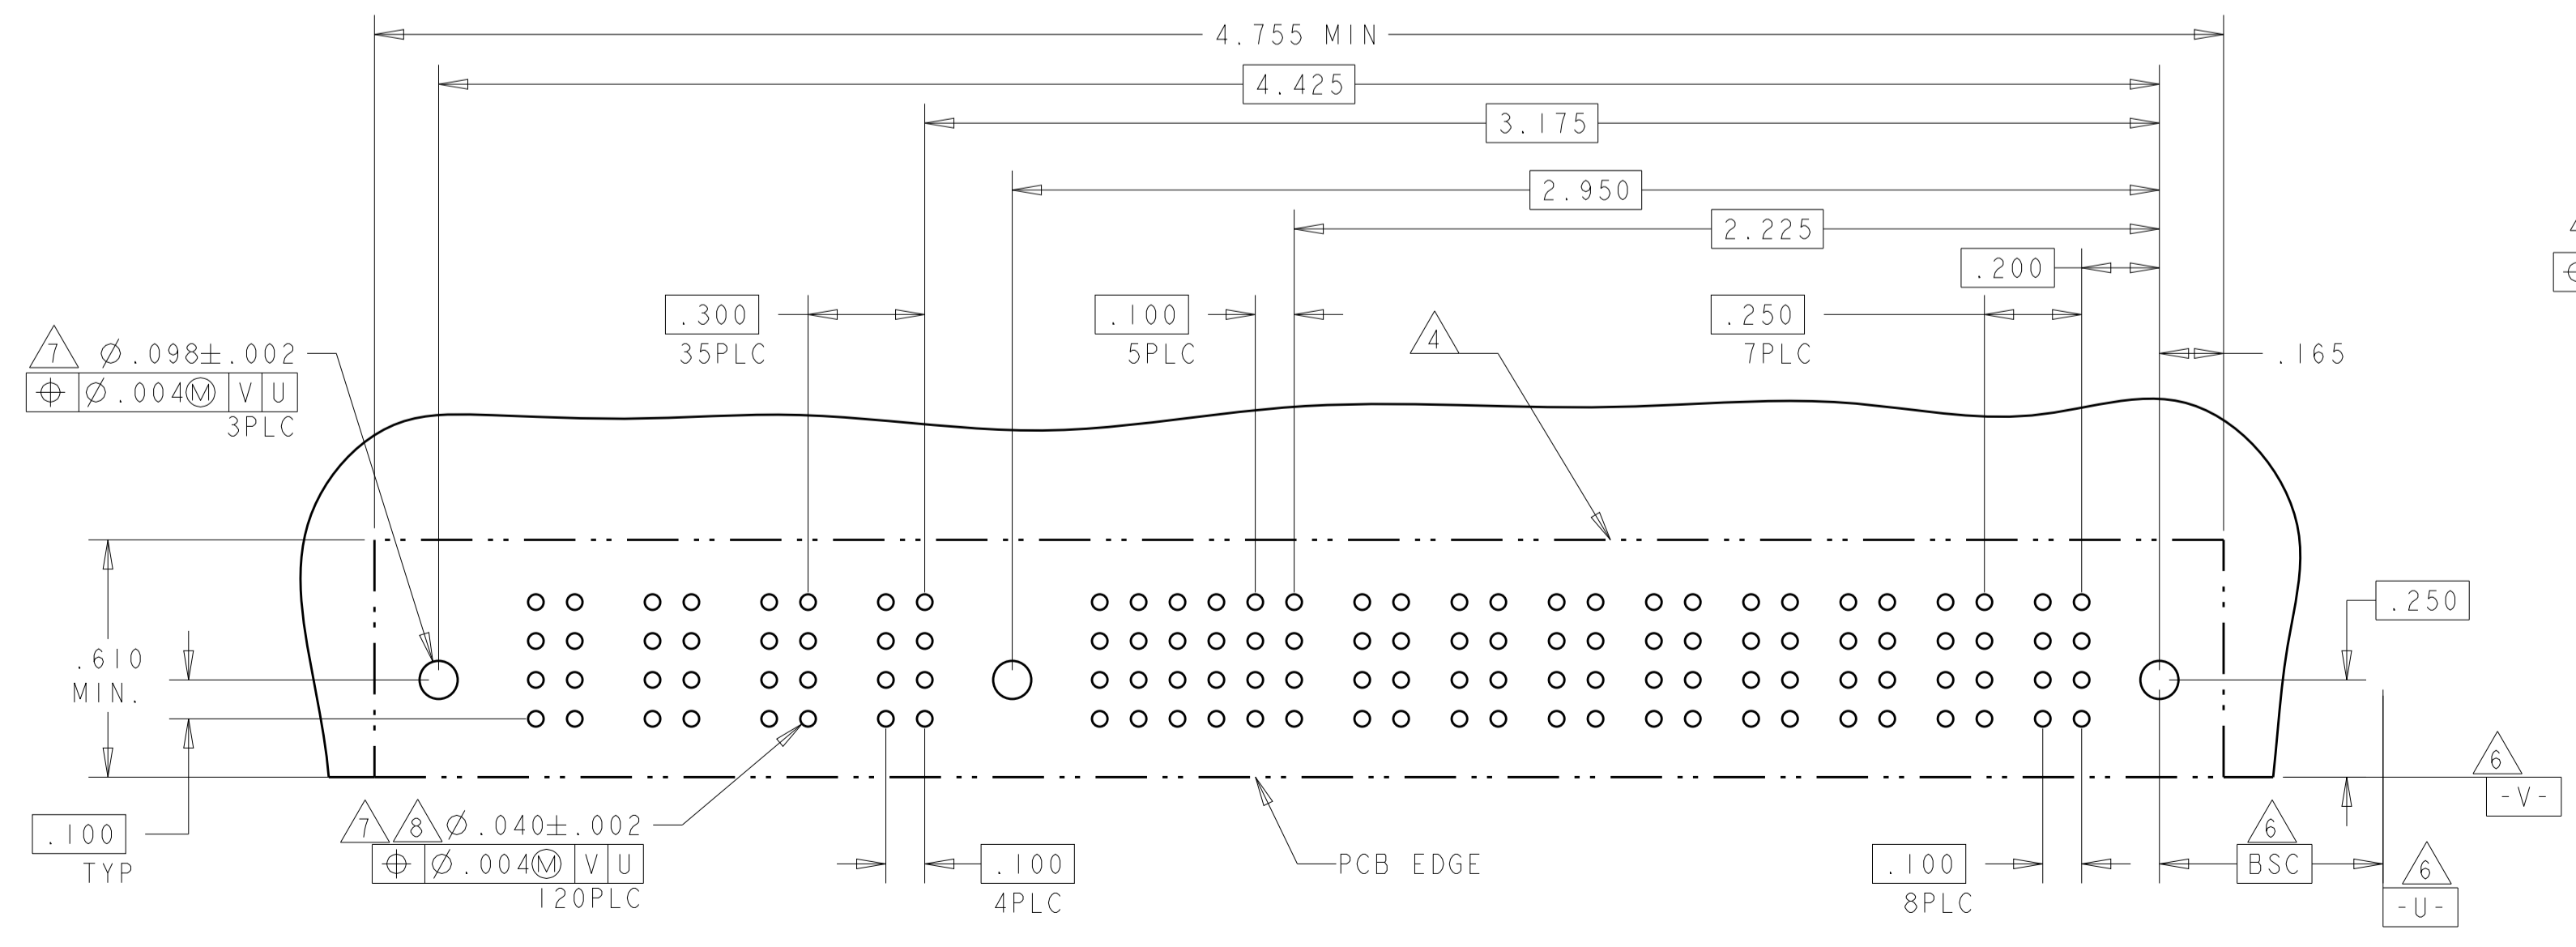 4.755 MIN
4.425
3.175
2.950
2.225
.200
.300
35PLC
.100
5PLC
4
.250
7PLC
.165
7 Ø.098±.002
⌖ Ø.004Ⓜ V U
3PLC
.610
MIN.
.250
.100
TYP
7 8 Ø.040±.002
⌖ Ø.004Ⓜ V U
120PLC
.100
4PLC
PCB EDGE
.100
8PLC
6
BSC
6
-V-
6
-U-